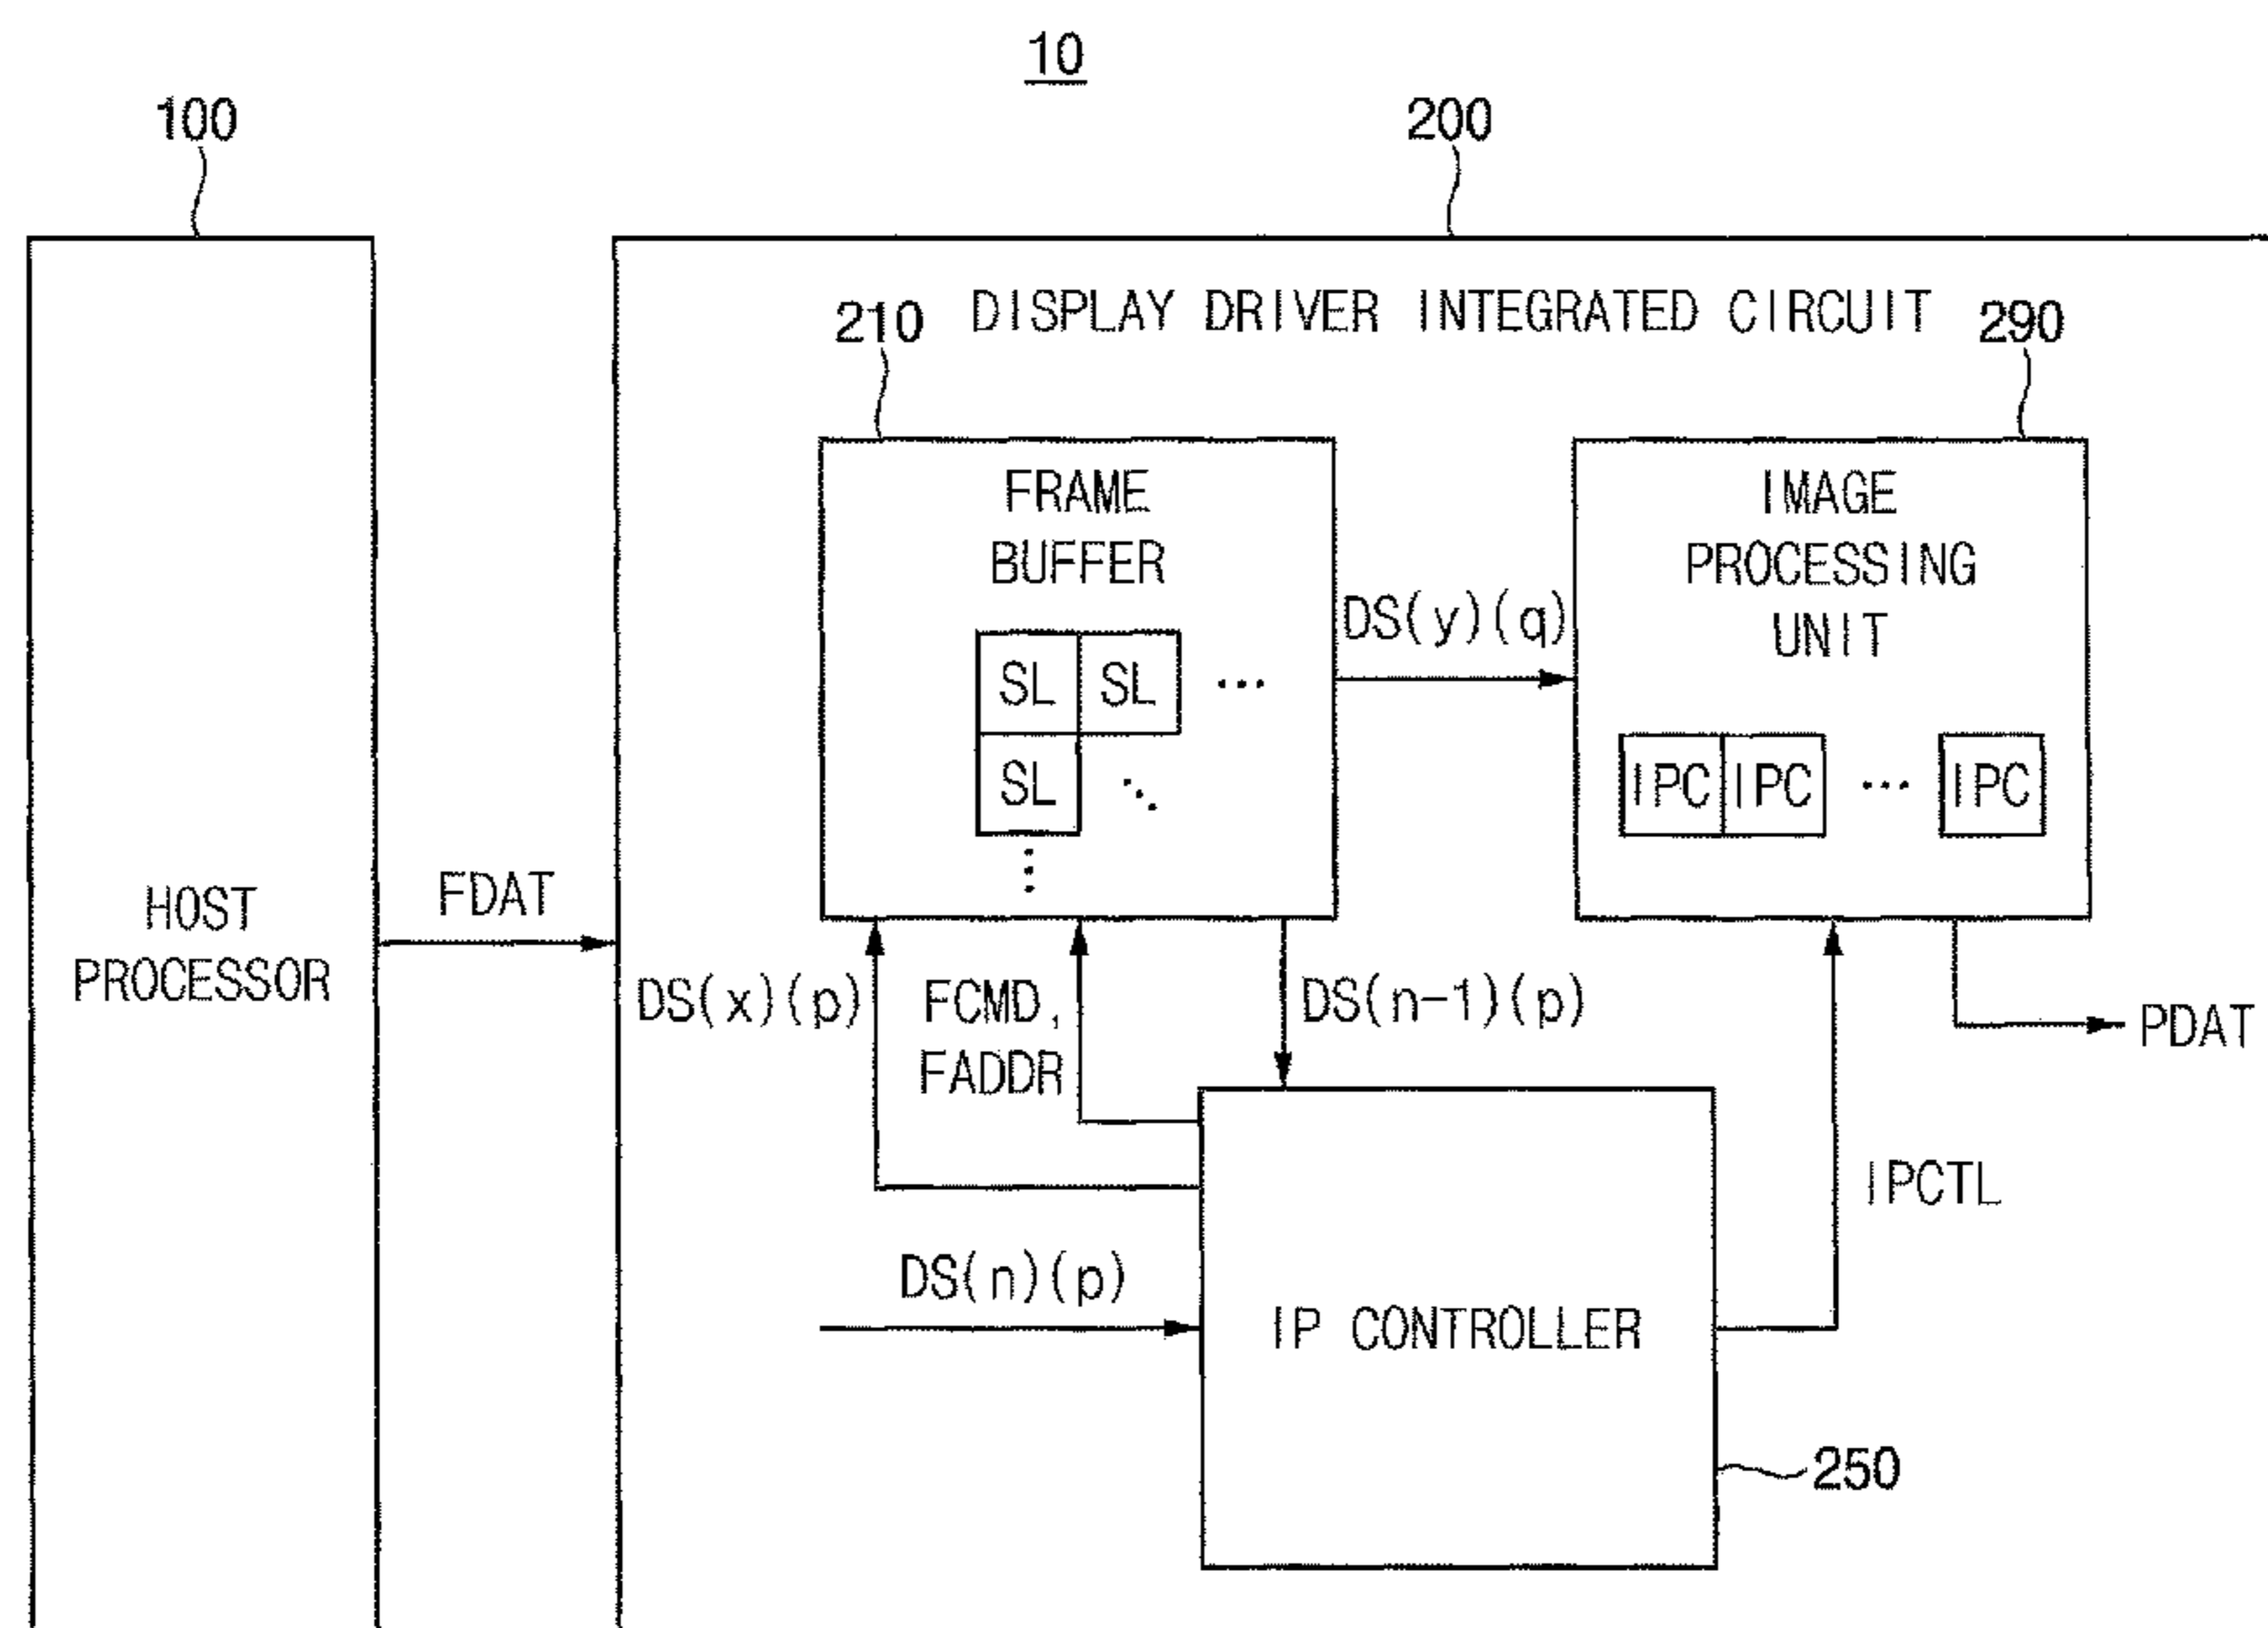 10
100
200
DISPLAY DRIVER INTEGRATED CIRCUIT
210
290
FRAME
BUFFER
SL SL ...
SL
DS(y)(q)
IMAGE
PROCESSING
UNIT
IPC IPC ... IPC
HOST
PROCESSOR
FDAT
DS(x)(p)
FCMD,
FADDR
DS(n-1)(p)
PDAT
IPCTL
DS(n)(p)
IP CONTROLLER
250